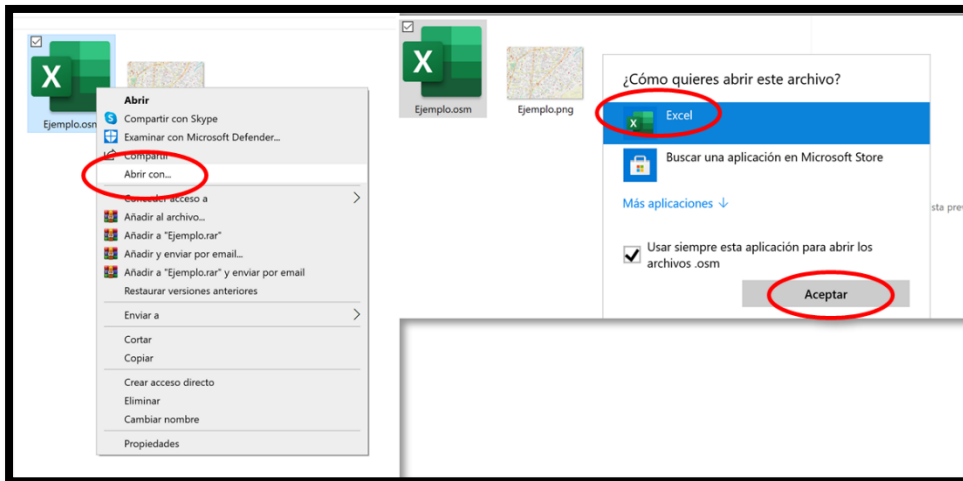 Ejemplo.osm
Abrir
Compartir con Skype
Examinar con Microsoft Defender...
Compartir
Abrir con...
Conceder acceso a
Añadir al archivo...
Añadir a "Ejemplo.rar"
Añadir y enviar por email...
Añadir a "Ejemplo.rar" y enviar por email
Restaurar versiones anteriores
Enviar a
Cortar
Copiar
Crear acceso directo
Eliminar
Cambiar nombre
Propiedades
Ejemplo.osm
Ejemplo.png
¿Cómo quieres abrir este archivo?
Excel
Buscar una aplicación en Microsoft Store
Más aplicaciones
Usar siempre esta aplicación para abrir los
archivos .osm
Aceptar